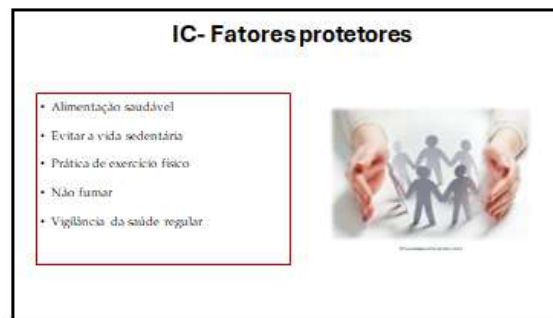 IC- Fatores protetores
• Alimentação saudável
• Evitar a vida sedentária
• Prática de exercício físico
• Não fumar
• Vigilância da saúde regular